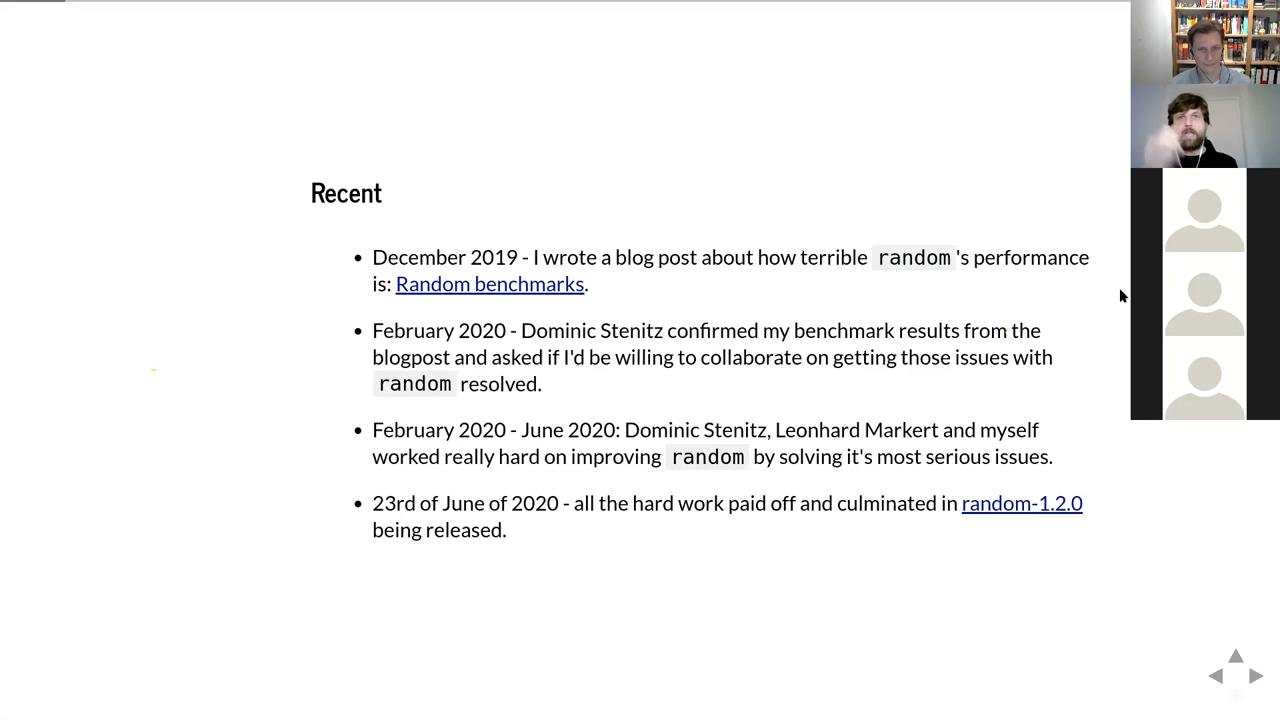 Recent
December 2019 - I wrote a blog post about how terrible random's performance
is: Random benchmarks.
February 2020 - Dominic Stenitz confirmed my benchmark results from the
blogpost and asked if I'd be willing to collaborate on getting those issues with
random resolved.
February 2020 - June 2020: Dominic Stenitz, Leonhard Markert and myself
worked really hard on improving random by solving it's most serious issues.
23rd of June of 2020 - all the hard work paid off and culminated in random-1.2.0
being released.